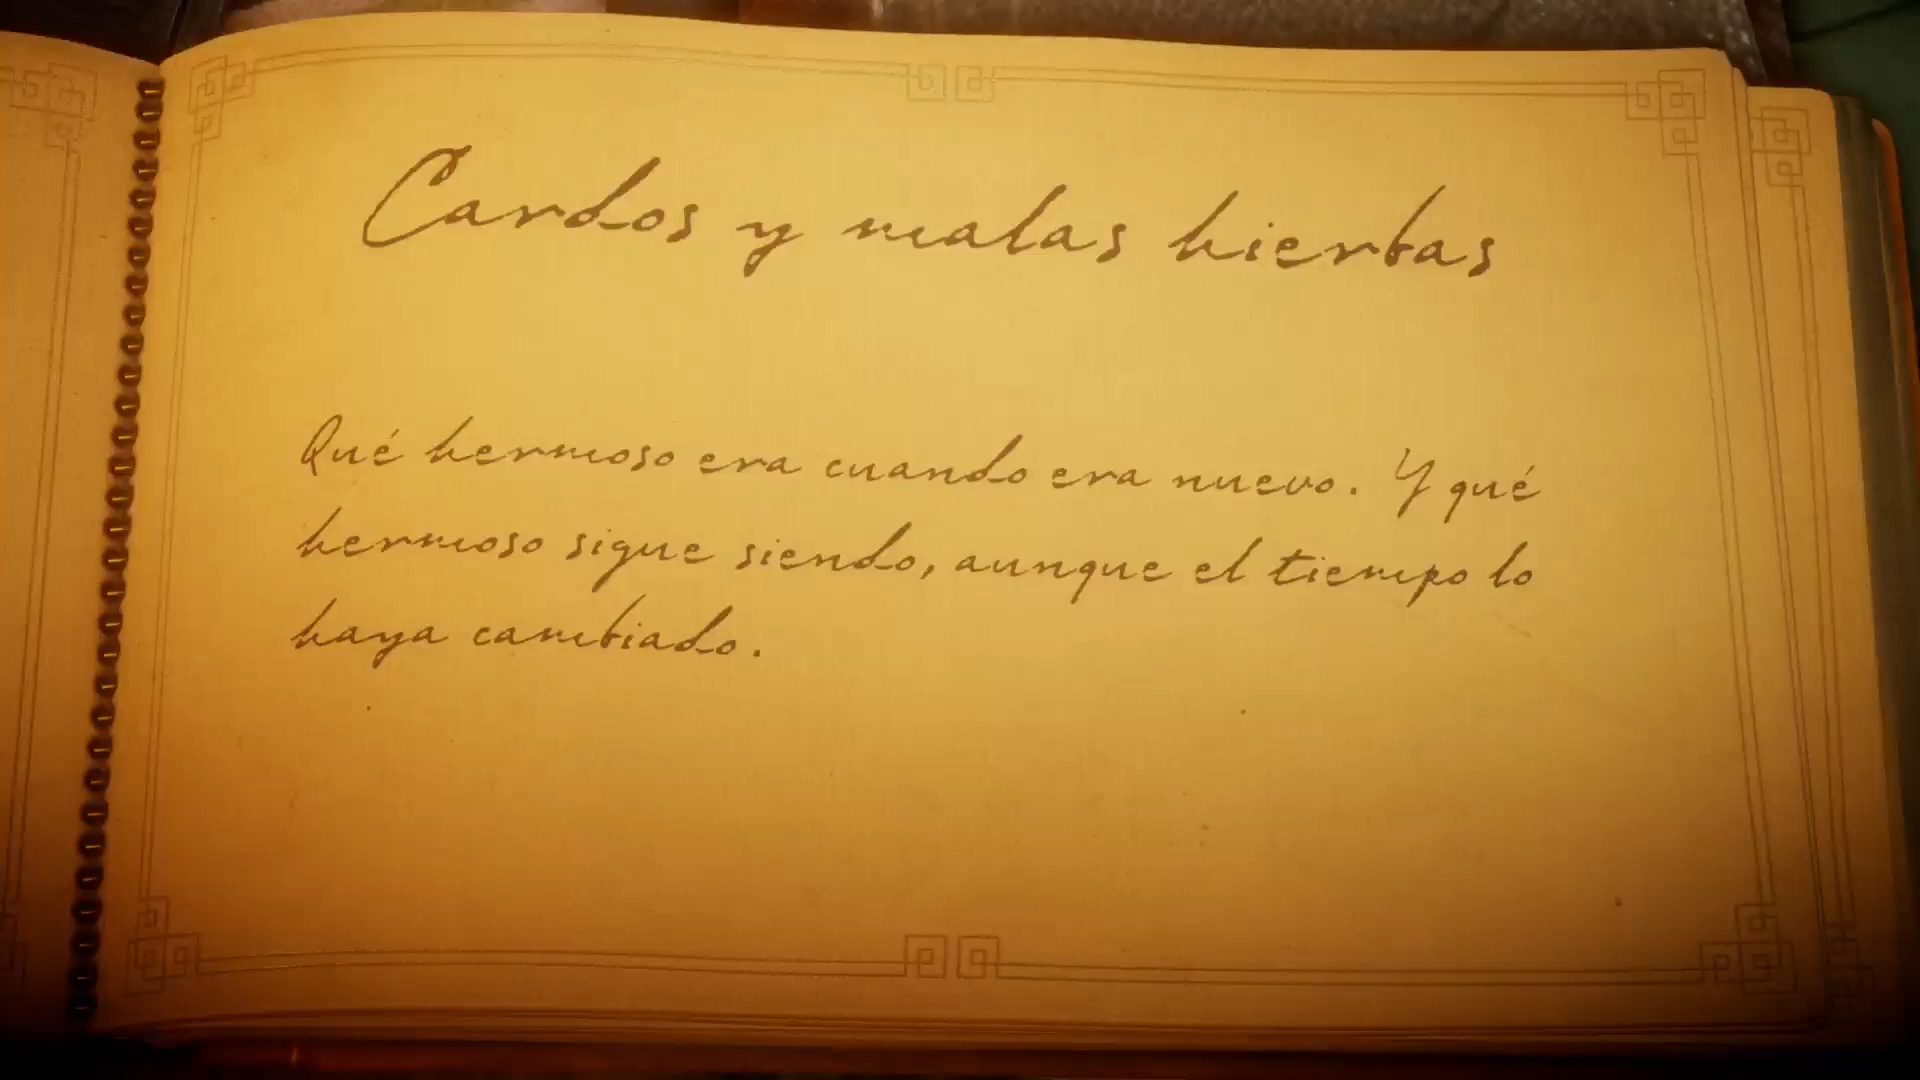 Cardos y malas hierbas
Qué hermoso era cuando era nuevo. Y qué
hermoso sigue siendo, aunque el tiempo lo
haya cambiado.